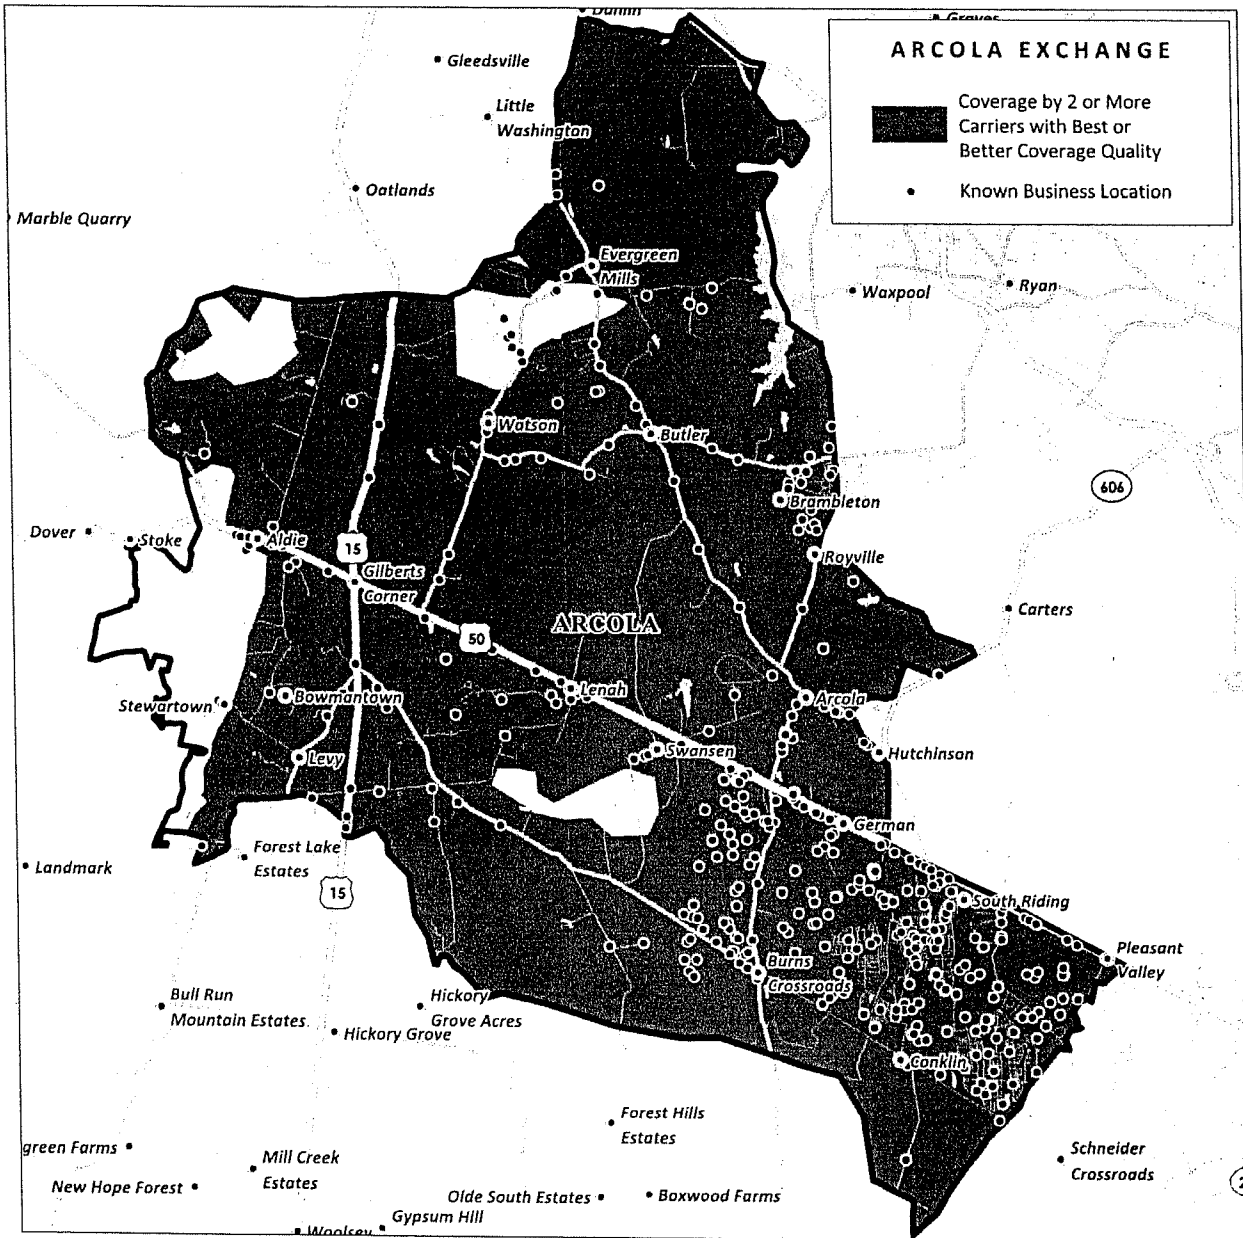 Dunin
Graves
ARCOLA EXCHANGE
Coverage by 2 or More
Carriers with Best or
Better Coverage Quality
Known Business Location
Gleedsville
Little
Washington
Oatlands
Marble Quarry
Evergreen
Mills
Waxpool
Ryan
Watson
Butler
606
Brambleton
Dover
Stoke
Aldie
15
Royville
Gilberts
Corner
Carters
ARCOLA
50
Lenah
Bowmantown
Arcola
Stewartown
Swansen
Hutchinson
Levy
German
Forest Lake
Estates
Landmark
15
South Riding
Pleasant
Valley
Burns
Crossroads
Bull Run
Mountain Estates
Hickory
Grove Acres
Hickory Grove
Conklin
Forest Hills
Estates
green Farms
Mill Creek
Estates
Schneider
Crossroads
New Hope Forest
Olde South Estates
Boxwood Farms
Gypsum Hill
Woolsey